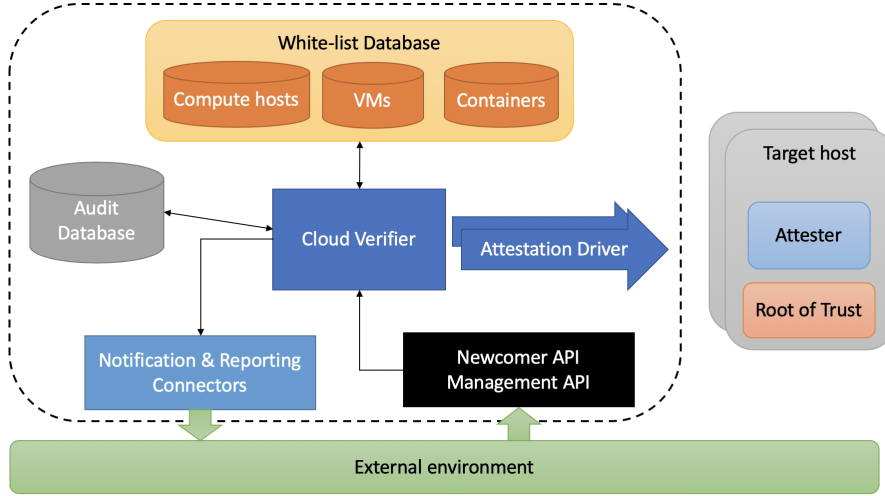 White-list Database
Compute hosts
VMs
Containers
Target host
Audit
Database
Cloud Verifier
Attestation Driver
Attester
Root of Trust
Notification & Reporting
Connectors
Newcomer API
Management API
External environment